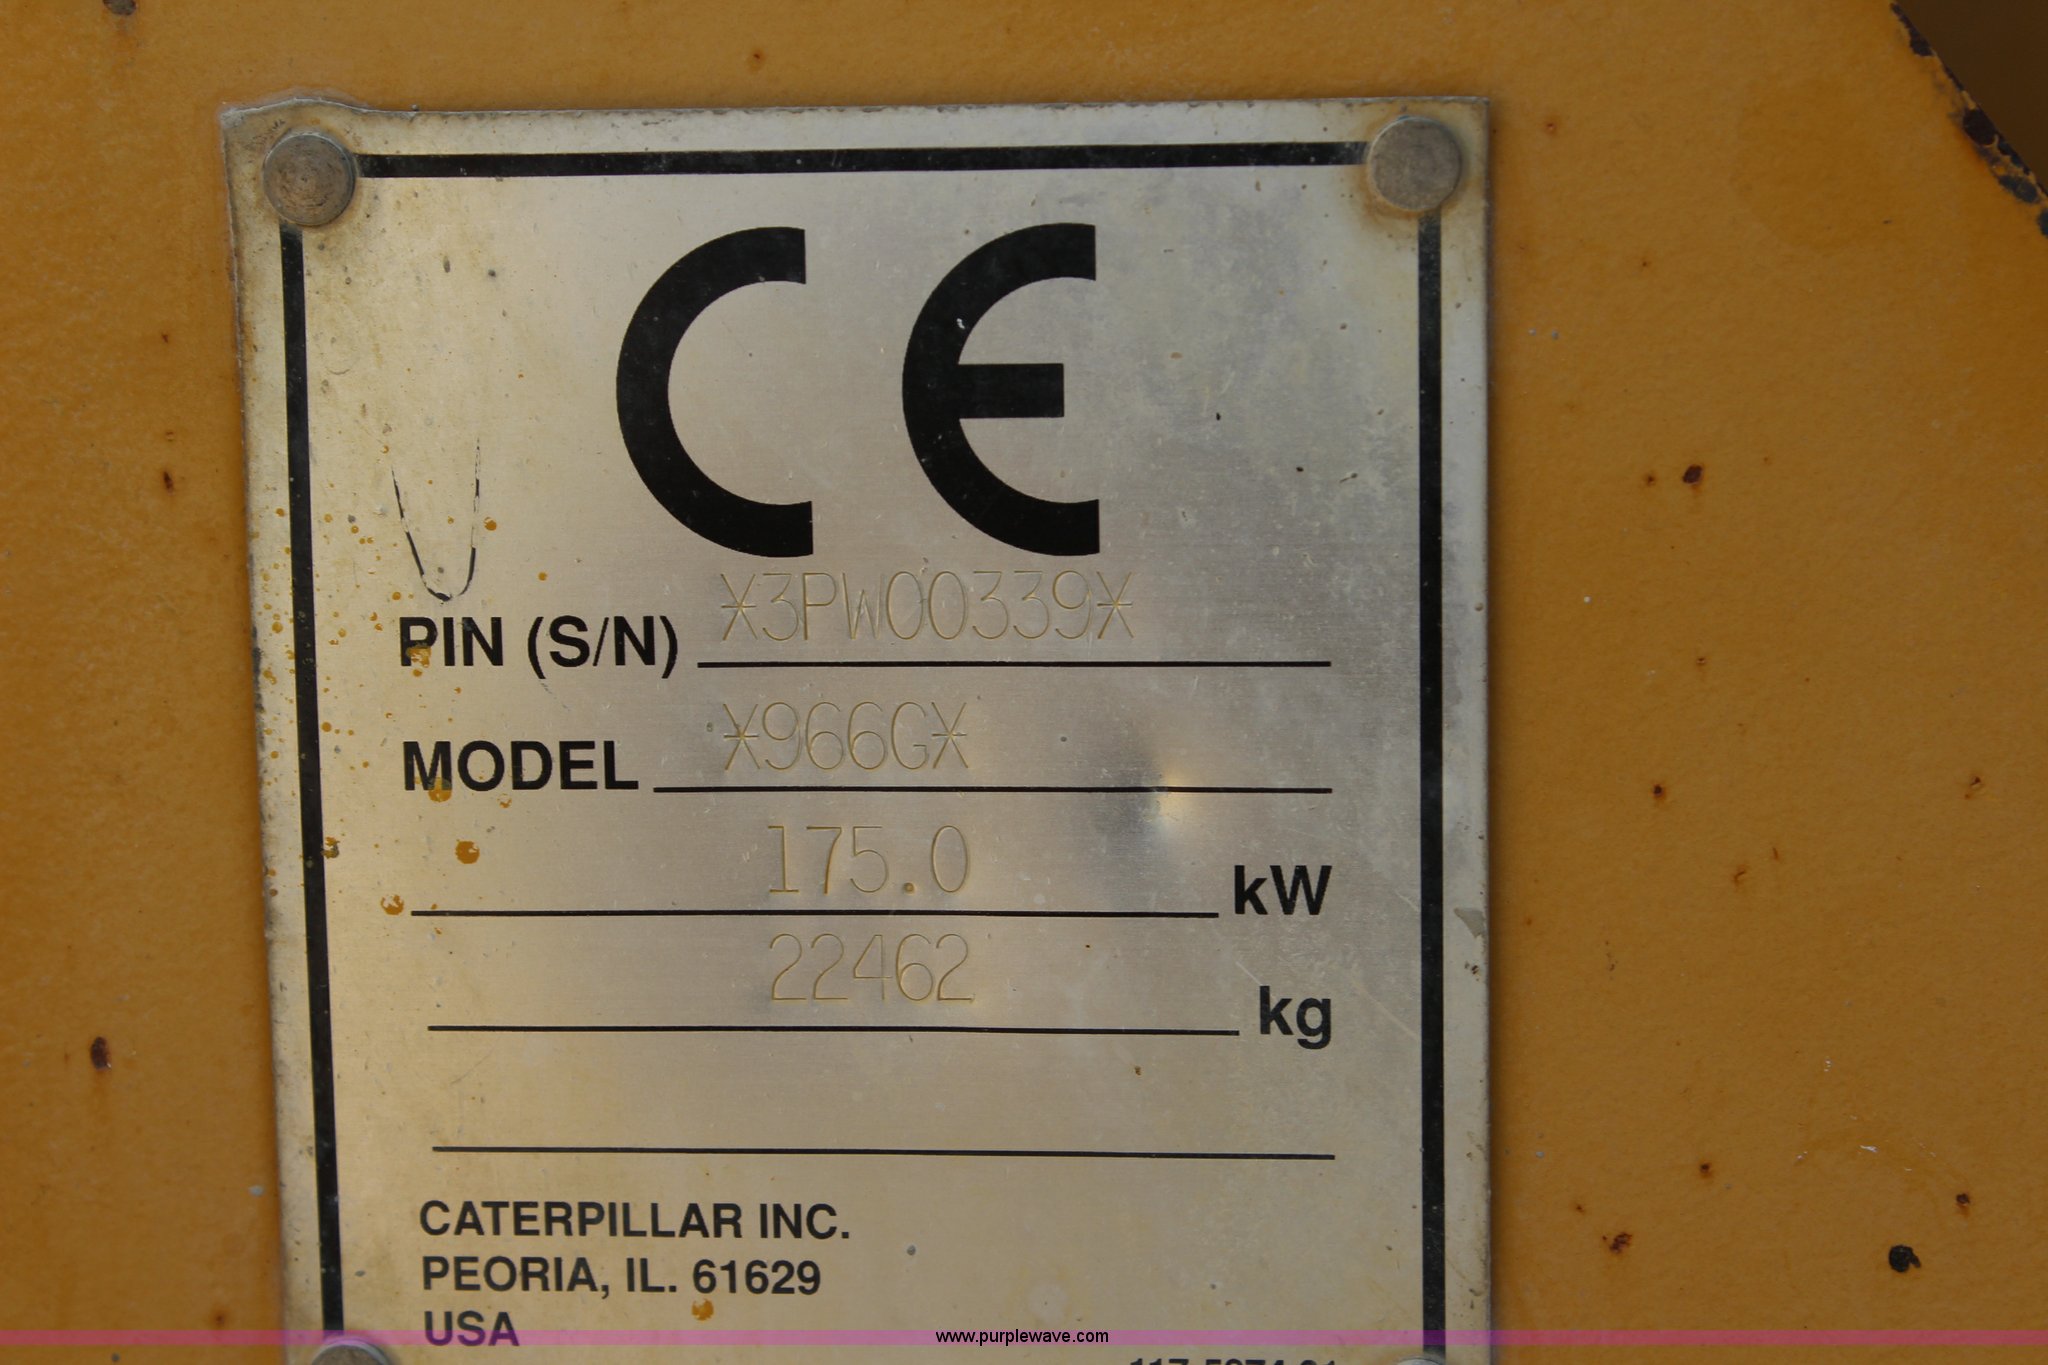 CE
PIN (S/N) *3PW00339*
MODEL *966G*
175.0 kW
22462 kg
CATERPILLAR INC.
PEORIA, IL. 61629
USA
www.purplewave.com